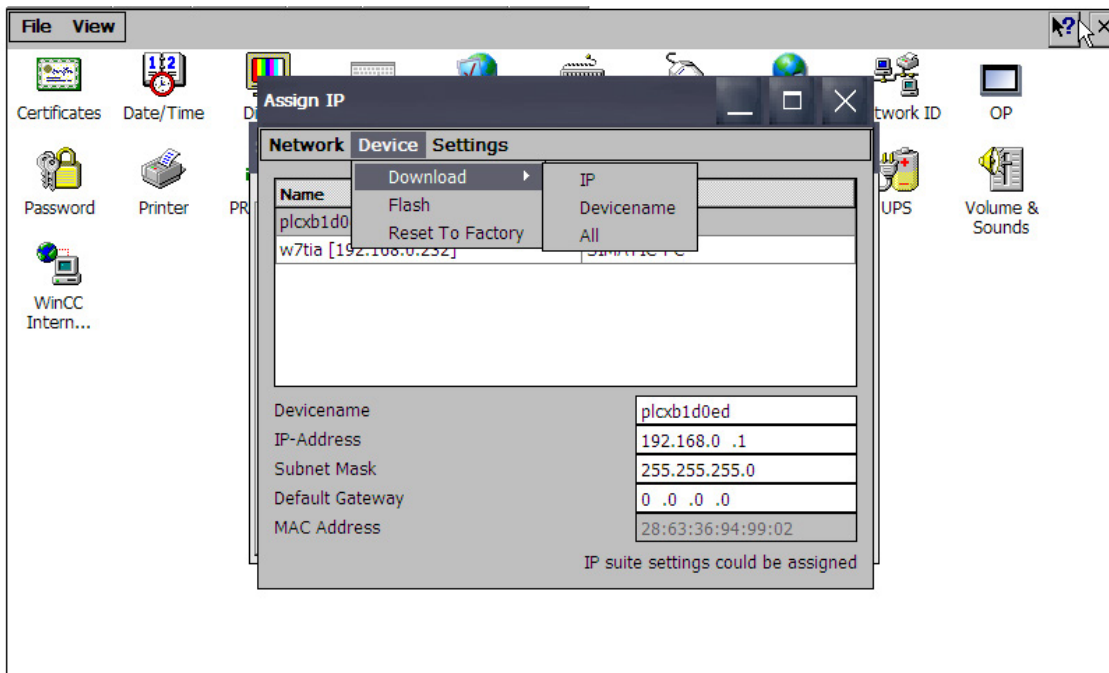 File View
Certificates Date/Time
Assign IP
OP
Network Device Settings
Download
IP
Flash
Devicename
Reset To Factory
All
Name
Password Printer
UPS Volume & Sounds
w7tia [192.168.0.232]
WinCC
Intern...
Devicename plcxb1d0ed
IP-Address 192.168.0 .1
Subnet Mask 255.255.255.0
Default Gateway 0 .0 .0 .0
MAC Address 28:63:36:94:99:02
IP suite settings could be assigned